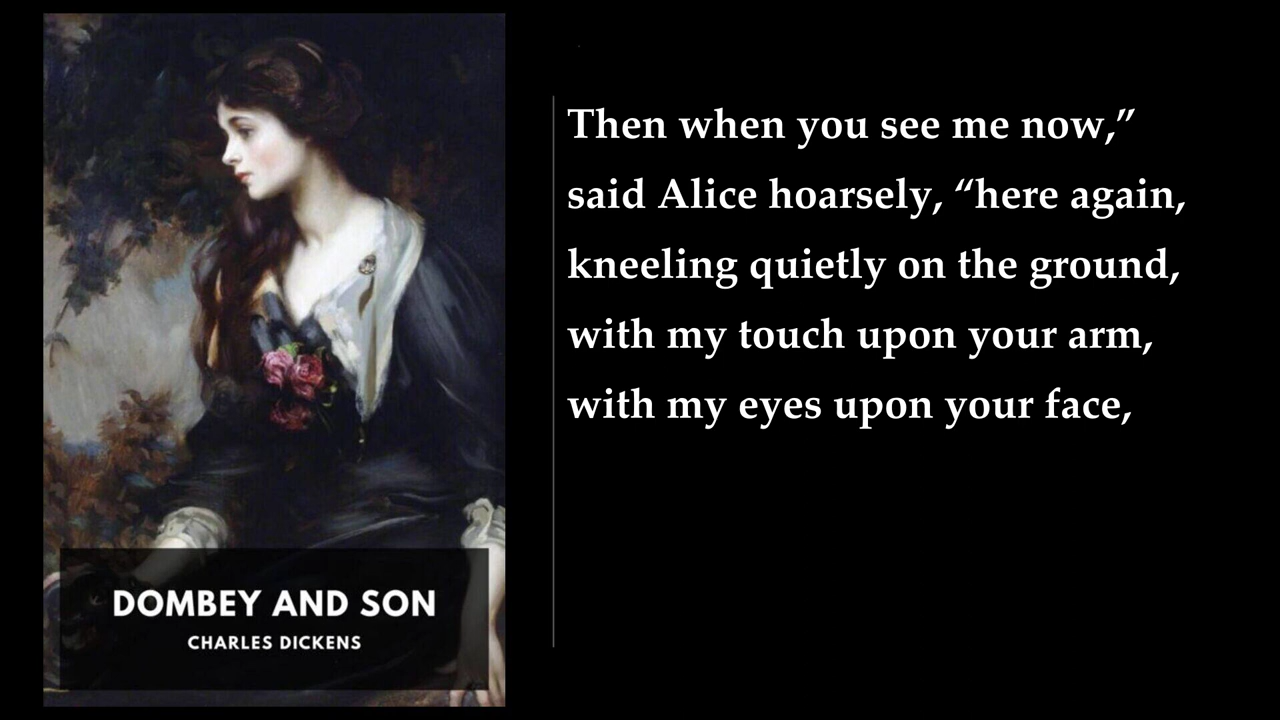 DOMBEY AND SON
CHARLES DICKENS
Then when you see me now,”
said Alice hoarsely, “here again,
kneeling quietly on the ground,
with my touch upon your arm,
with my eyes upon your face,